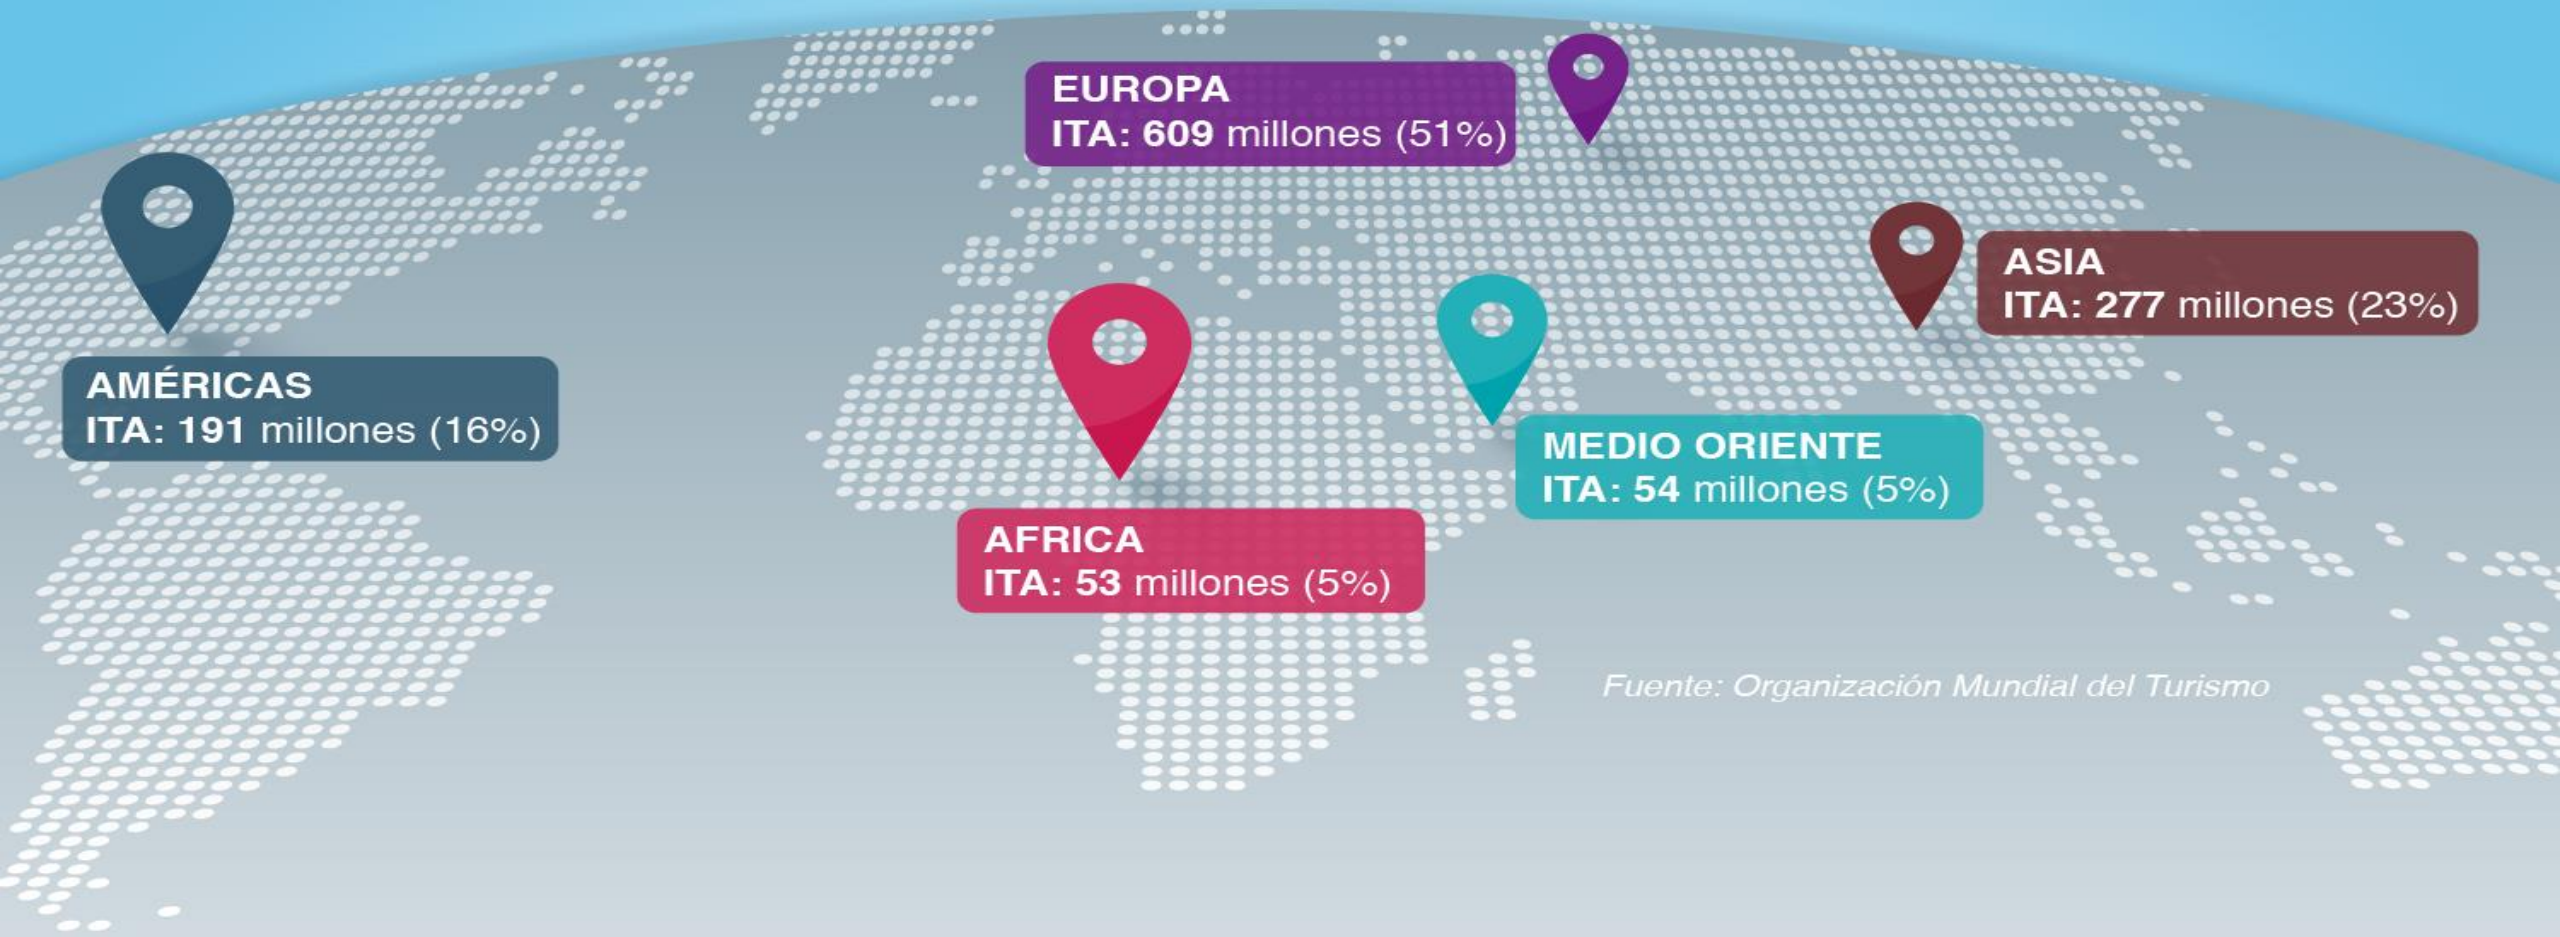 EUROPA
ITA: 609 millones (51%)
ASIA
ITA: 277 millones (23%)
AMÉRICAS
ITA: 191 millones (16%)
MEDIO ORIENTE
ITA: 54 millones (5%)
AFRICA
ITA: 53 millones (5%)
Fuente: Organización Mundial del Turismo